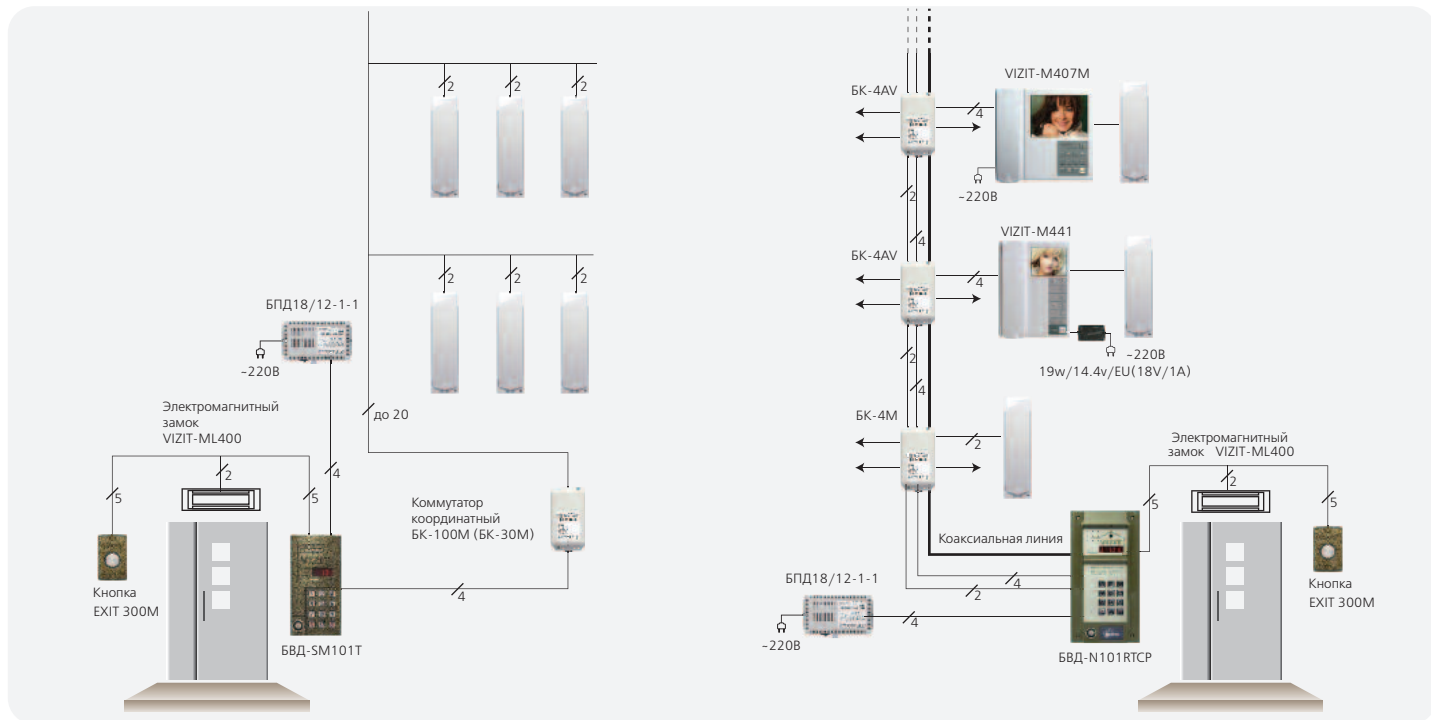 2
2
2
2
2
2
БПД18/12-1-1
~220В
до 20
Электромагнитный
замок
VIZIT-ML400
5
2
5
4
Коммутатор
координатный
БК-100М (БК-30М)
4
Кнопка
EXIT 300М
БВД-SM101T
БК-4AV
VIZIT-M407M
4
~220В
2
4
БК-4AV
VIZIT-M441
4
~220В
19w/14.4v/EU(18V/1A)
2
4
БК-4М
2
Электромагнитный
замок VIZIT-ML400
5
2
5
Коаксиальная линия
4
2
БПД18/12-1-1
4
~220В
БВД-N101RTCP
Кнопка
EXIT 300М